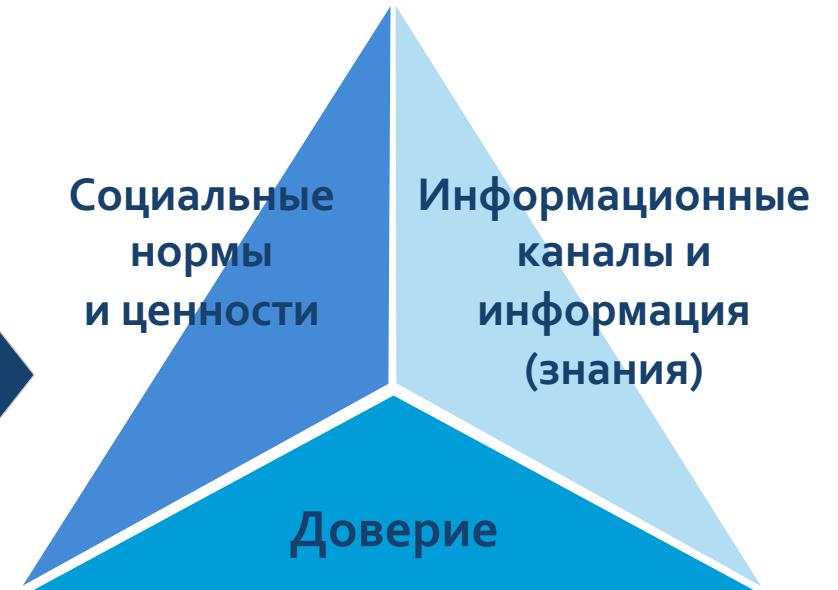 Социальные
нормы
и ценности
Информационные
каналы и
информация
(знания)
Доверие